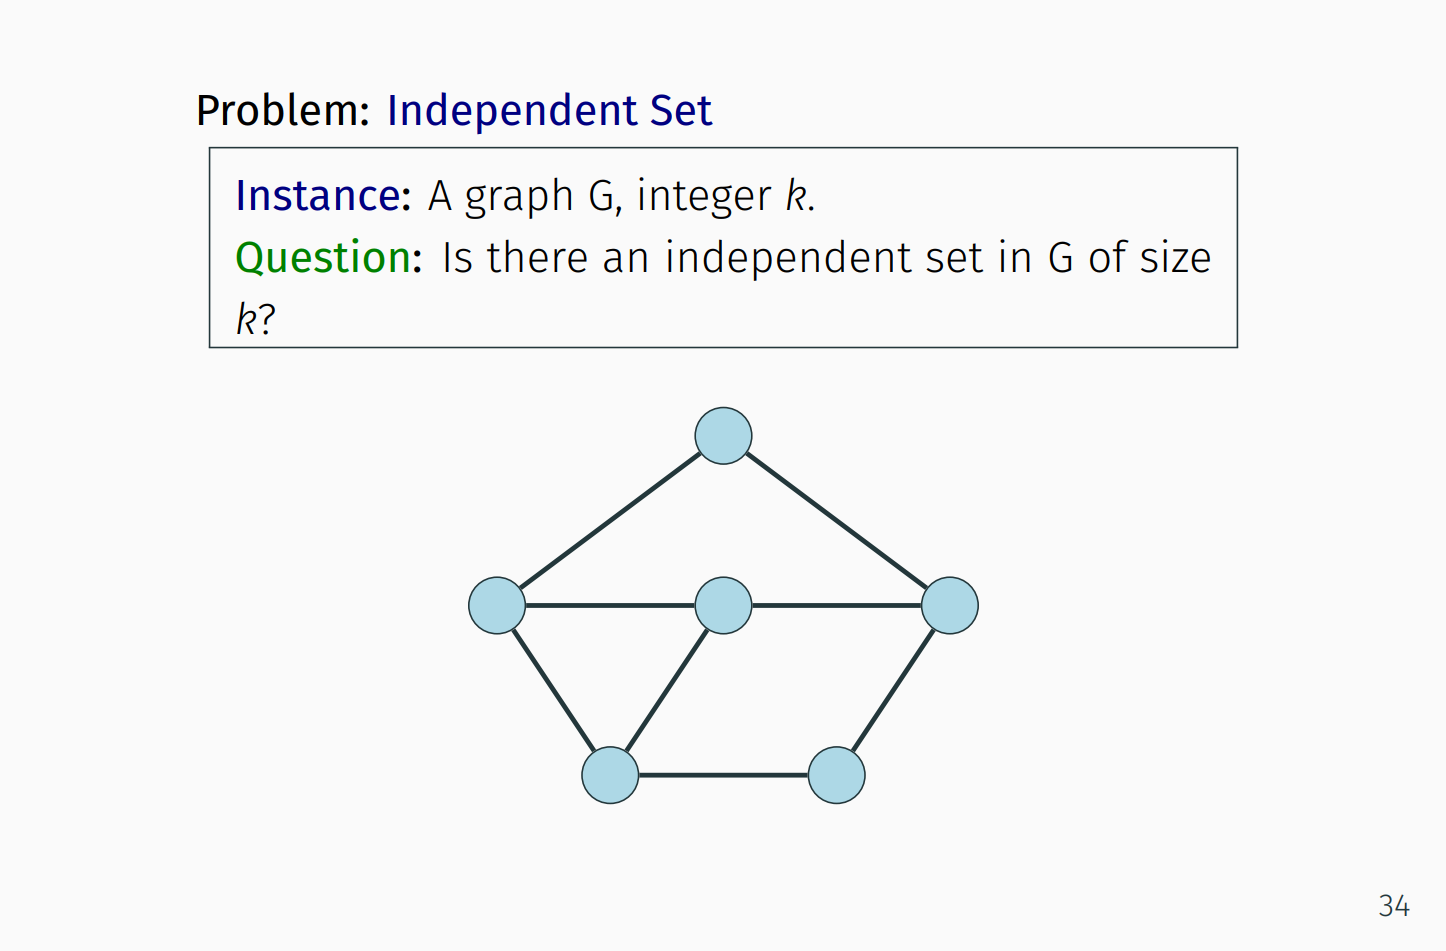 Problem: Independent Set
Instance: A graph G, integer k.
Question: Is there an independent set in G of size
k?
34